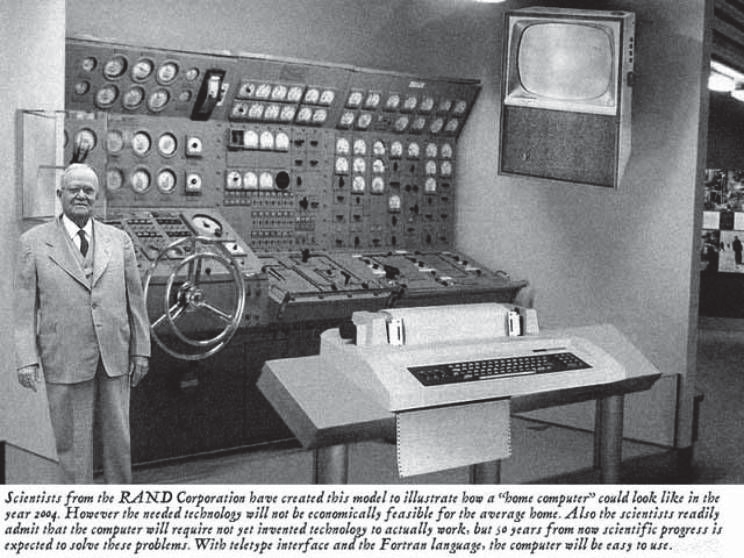 Scientists from the RAND Corporation have created this model to illustrate how a "home computer" could look like in the
year 2004. However the needed technology will not be economically feasible for the average home. Also the scientists readily
admit that the computer will require not yet invented technology to actually work, but 50 years from now scientific progress is
expected to solve these problems. With teletype interface and the Fortran language, the computer will be easy to use.